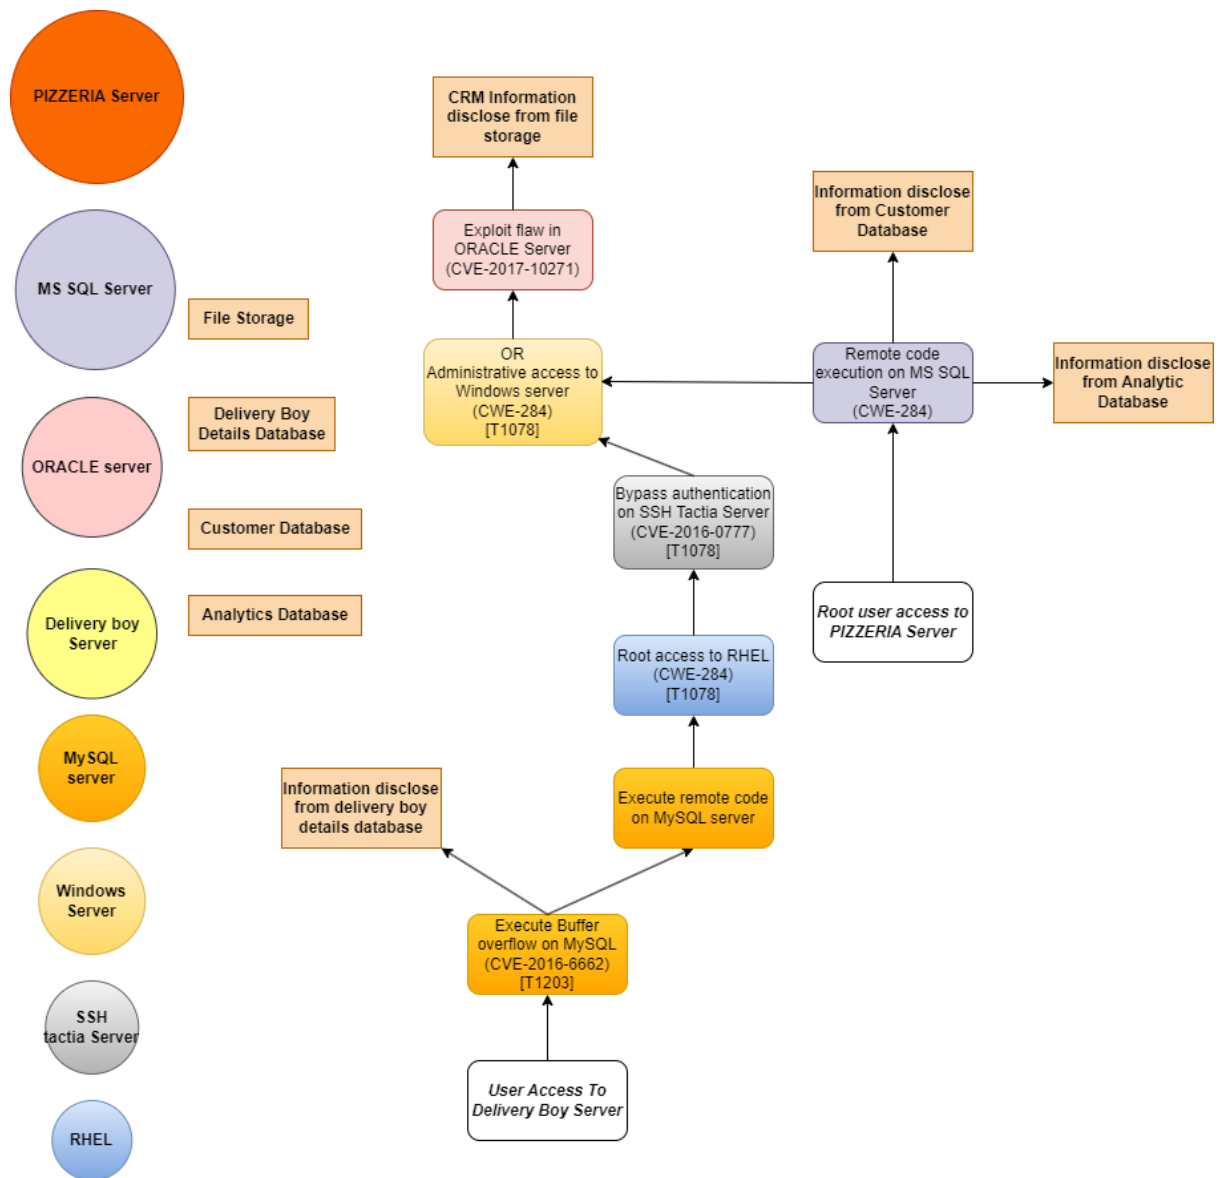 PIZZERIA Server
MS SQL Server
File Storage
Delivery Boy
Details Database
ORACLE server
Customer Database
Analytics Database
Delivery boy
Server
MySQL
server
Windows
Server
SSH
tactia Server
RHEL
CRM Information
disclose from file
storage
Exploit flaw in
ORACLE Server
(CVE-2017-10271)
OR
Administrative access to
Windows server
(CWE-284)
[T1078]
Information disclose
from Customer
Database
Remote code
execution on MS SQL
Server
(CWE-284)
Information disclose
from Analytic
Database
Bypass authentication
on SSH Tactia Server
(CVE-2016-0777)
[T1078]
Root user access to
PIZZERIA Server
Root access to RHEL
(CWE-284)
[T1078]
Information disclose
from delivery boy
details database
Execute remote code
on MySQL server
Execute Buffer
overflow on MySQL
(CVE-2016-6662)
[T1203]
User Access To
Delivery Boy Server